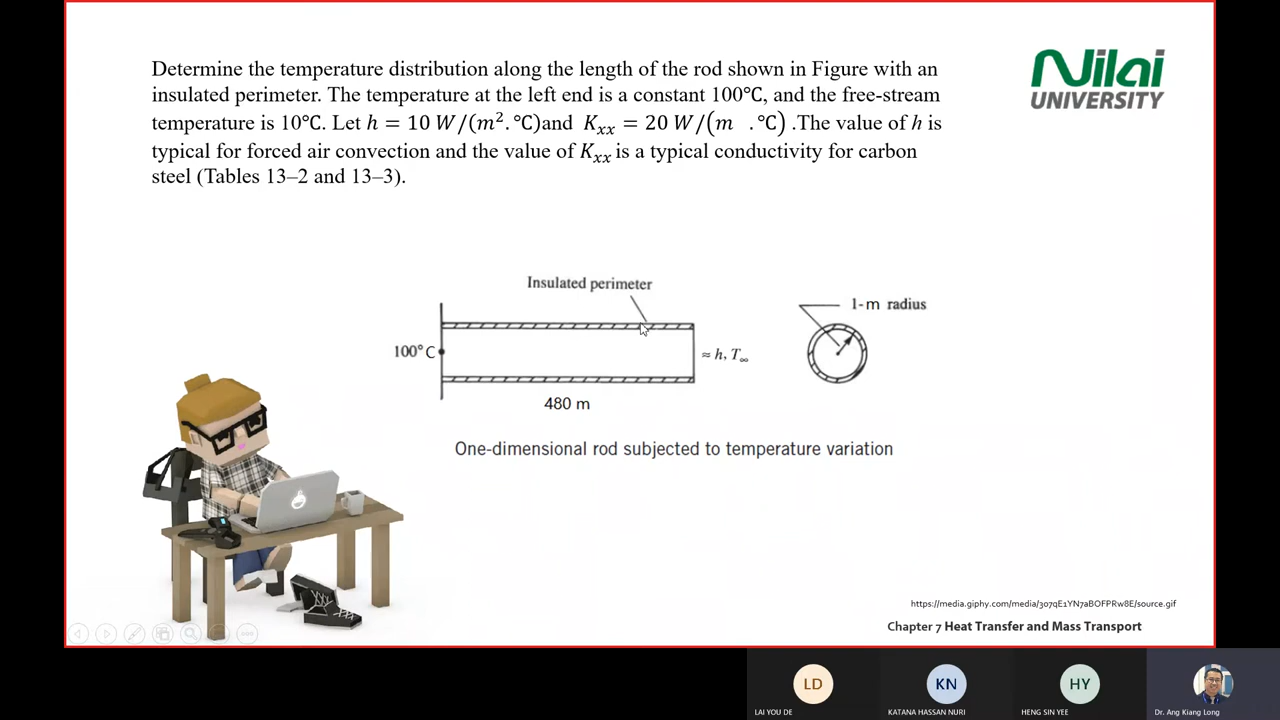 Determine the temperature distribution along the length of the rod shown in Figure with an
insulated perimeter. The temperature at the left end is a constant 100℃, and the free-stream
temperature is 10℃. Let h = 10 W/(m². ℃)and K_xx = 20 W/(m . ℃) .The value of h is
typical for forced air convection and the value of K_xx is a typical conductivity for carbon
steel (Tables 13–2 and 13–3).
Nilai
UNIVERSITY
Insulated perimeter
1-m radius
100°C
≈ h, T∞
480 m
One-dimensional rod subjected to temperature variation
https://media.giphy.com/media/3o7qE1YN7aBOFPRw8E/source.gif
Chapter 7 Heat Transfer and Mass Transport
LD
KN
HY
LAI YOU DE
KATANA HASSAN NURI
HENG SIN YEE
Dr. Ang Kiang Long